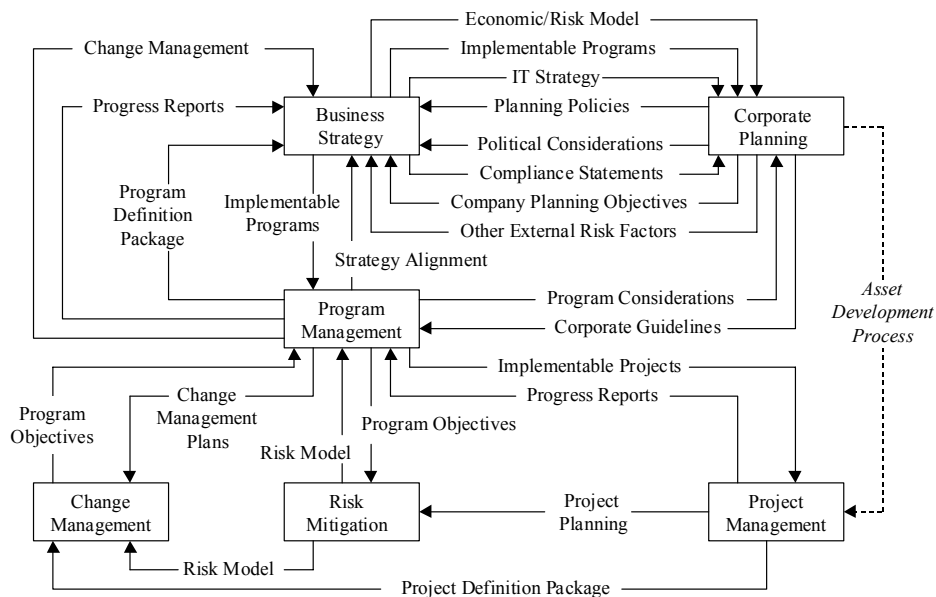 Economic/Risk Model
Change Management
Implementable Programs
IT Strategy
Progress Reports
Business
Strategy
Planning Policies
Corporate
Planning
Political Considerations
Compliance Statements
Program
Definition
Package
Implementable
Programs
Company Planning Objectives
Other External Risk Factors
Strategy Alignment
Program
Management
Program Considerations
Corporate Guidelines
Asset
Development
Process
Implementable Projects
Progress Reports
Program
Objectives
Change
Management
Plans
Program Objectives
Risk Model
Change
Management
Risk
Mitigation
Project
Planning
Project
Management
Risk Model
Project Definition Package